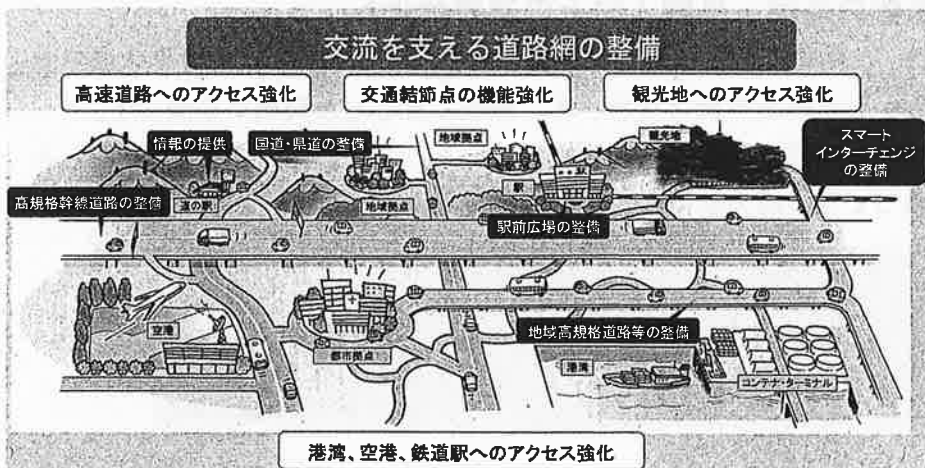 交流を支える道路網の整備
高速道路へのアクセス強化
交通結節点の機能強化
観光地へのアクセス強化
情報の提供
国道・県道の整備
地域拠点
観光地
スマート
インターチェンジ
の整備
高規格幹線道路の整備
道の駅
地域拠点
駅
駅前広場の整備
空港
都市拠点
地域高規格道路等の整備
港湾
コンテナ・ターミナル
港湾、空港、鉄道駅へのアクセス強化